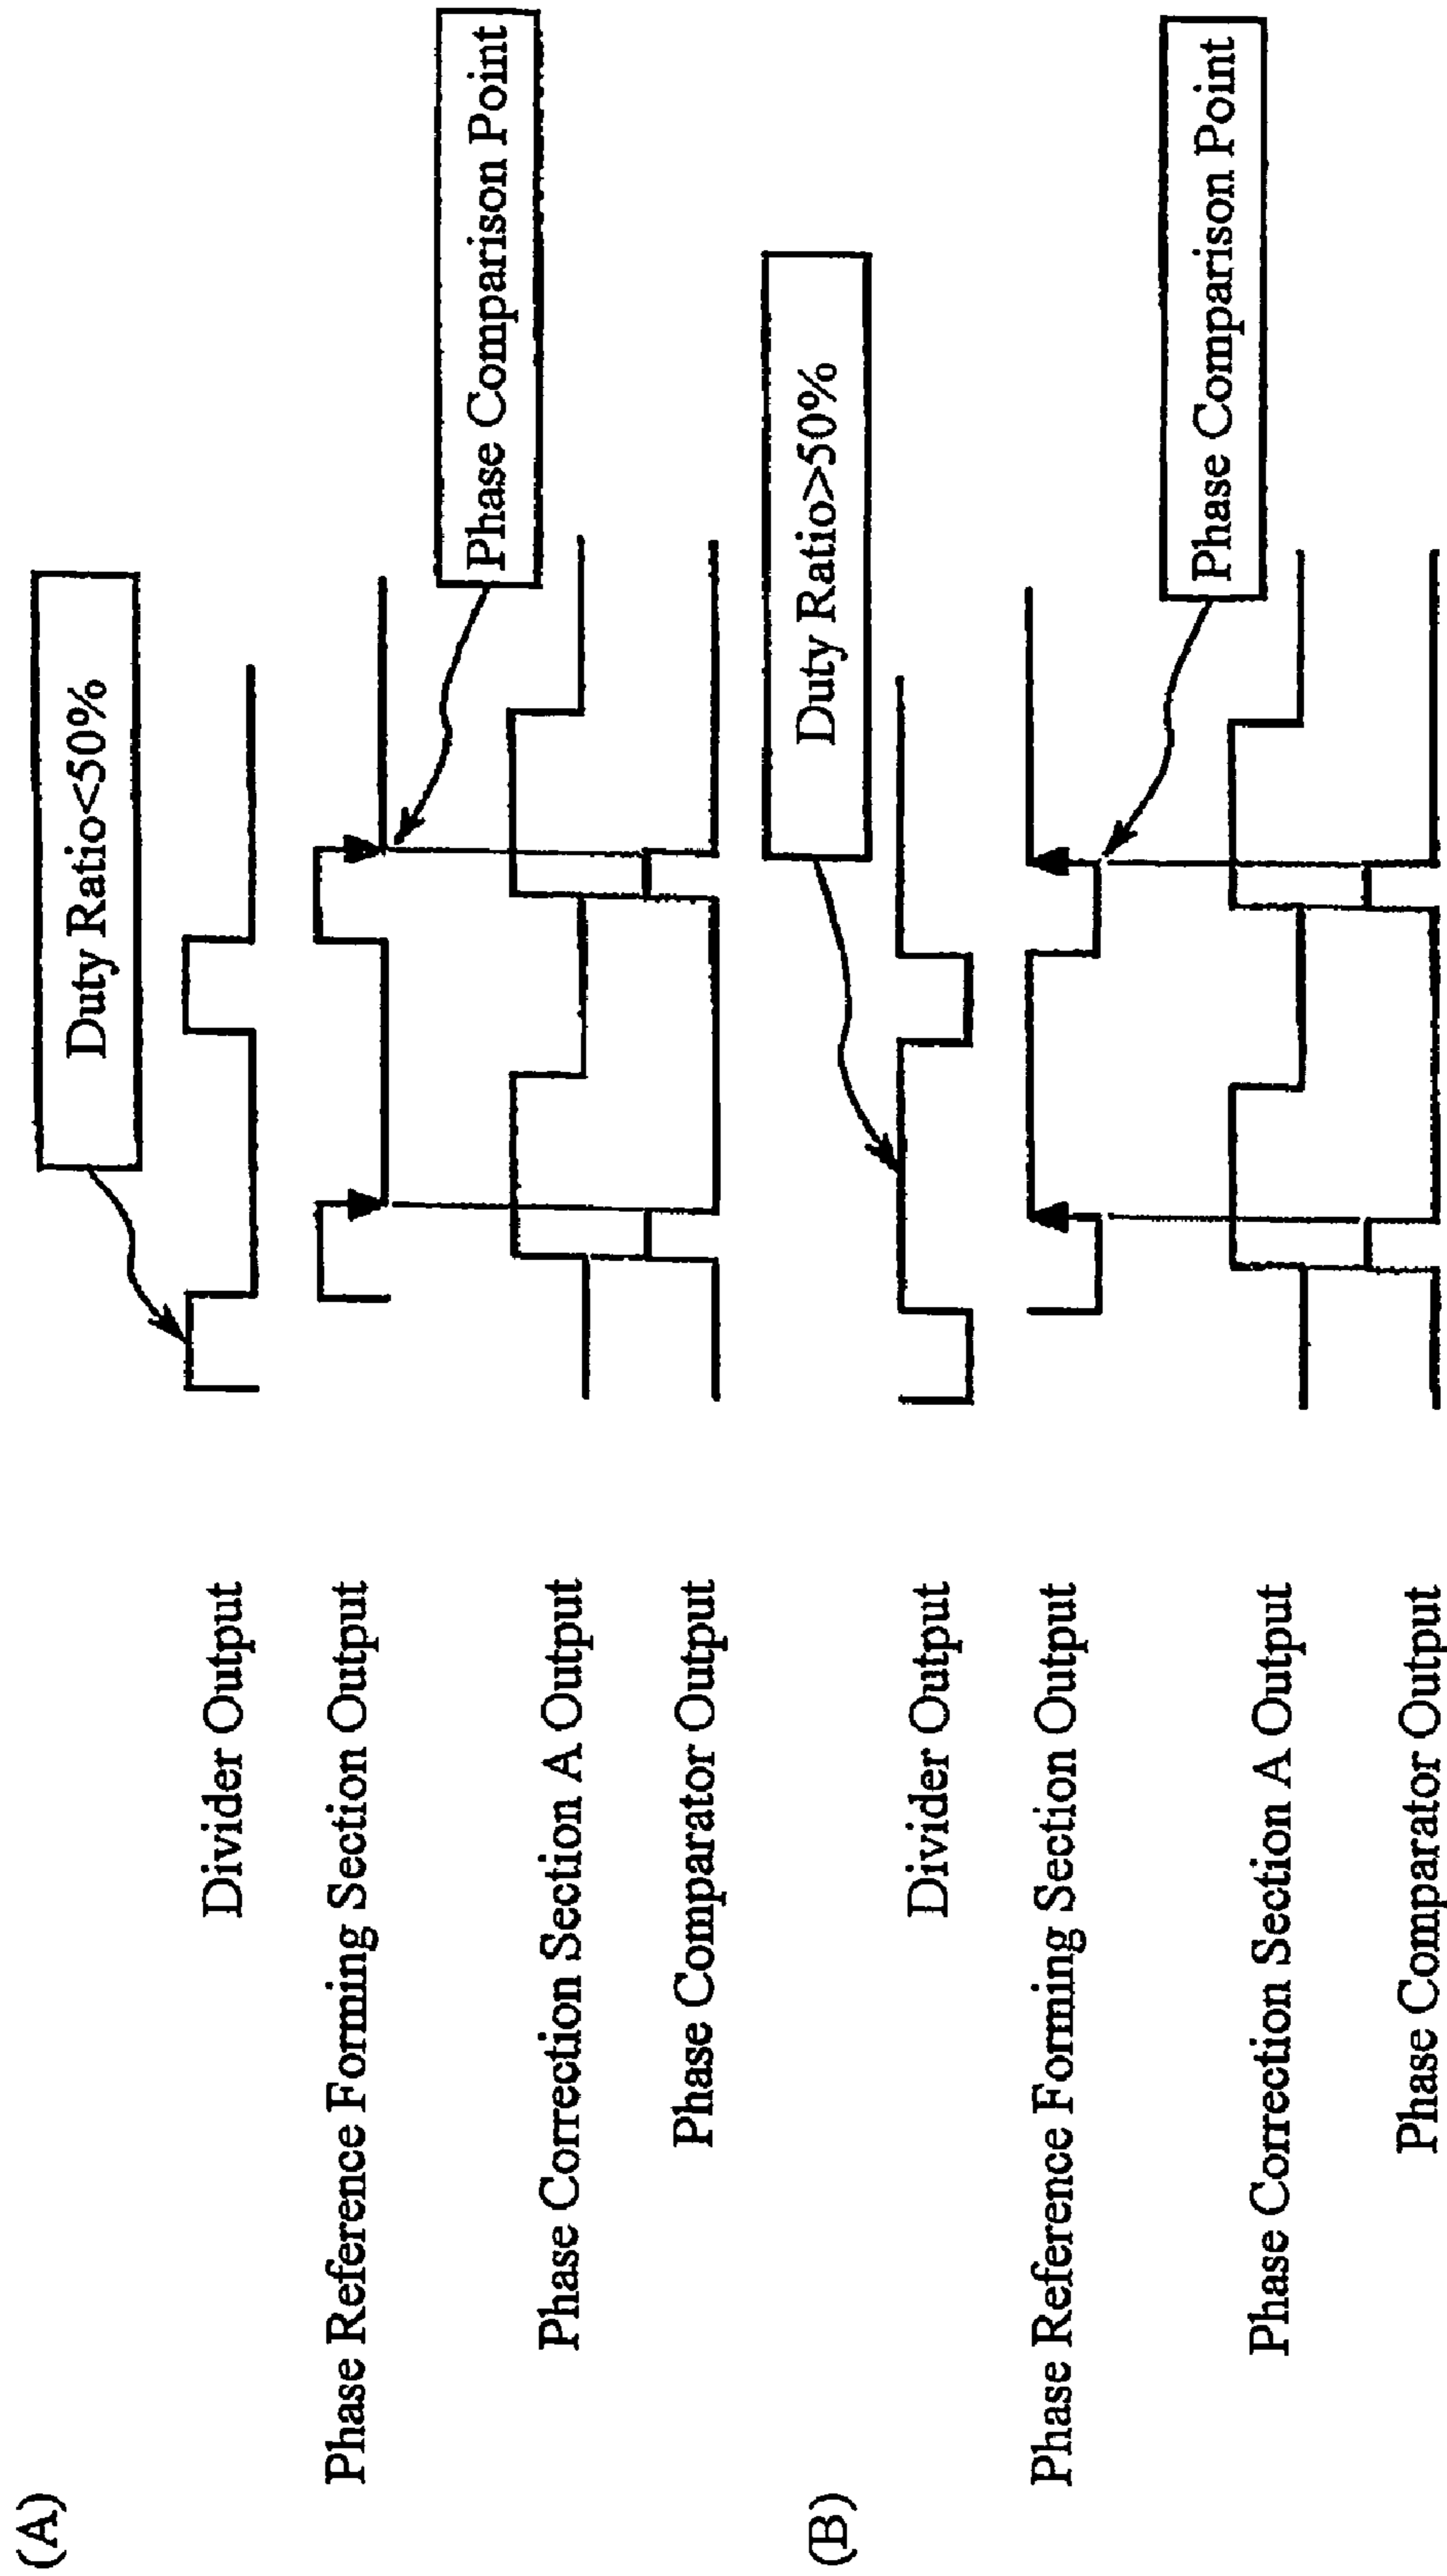 (A)
Duty Ratio<50%
Divider Output
Phase Reference Forming Section Output
Phase Comparison Point
Phase Correction Section A Output
Phase Comparator Output
(B)
Duty Ratio>50%
Divider Output
Phase Reference Forming Section Output
Phase Comparison Point
Phase Correction Section A Output
Phase Comparator Output